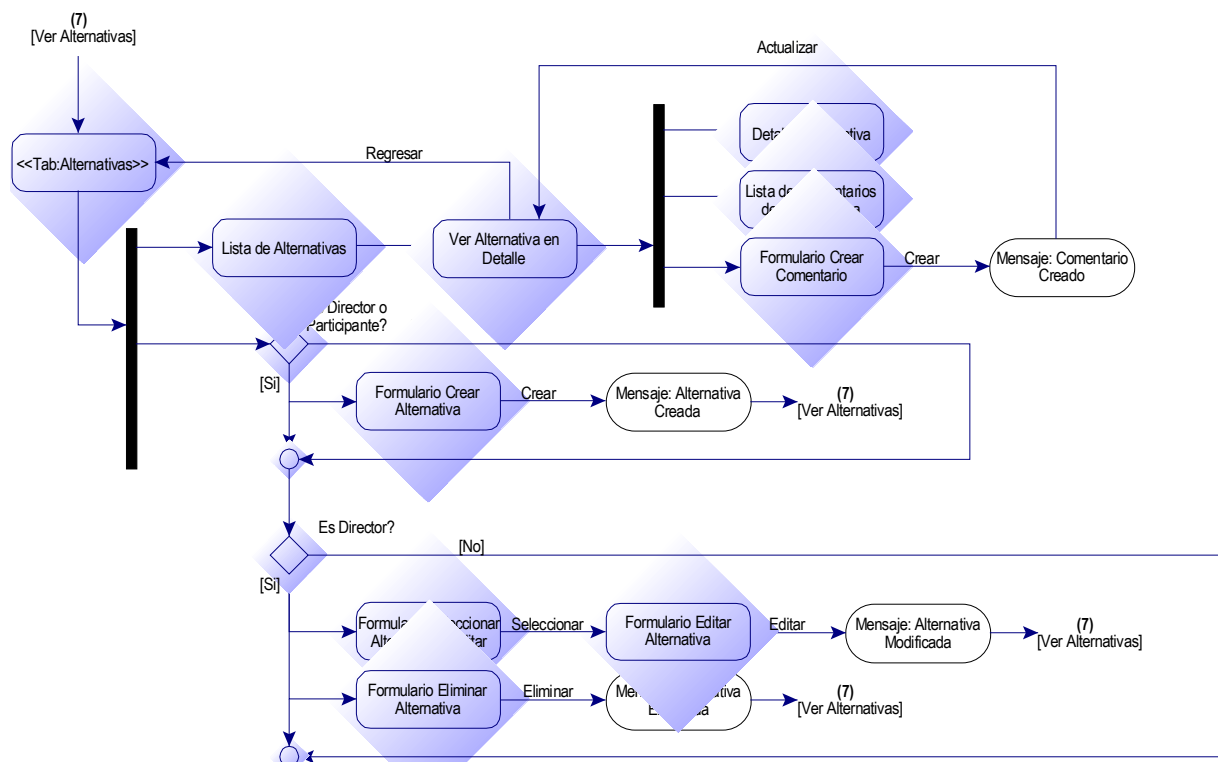 (7)
[Ver Alternativas]
Actualizar
<<Tab:Alternativas>>
Regresar
Lista de Alternativas
Ver Alternativa en
Detalle
Lista de
Formulario Crear
Comentario
Crear
Mensaje: Comentario
Creado
Director o
Participante?
[Si]
Formulario Crear
Alternativa
Crear
Mensaje: Alternativa
Creada
(7)
[Ver Alternativas]
Es Director?
[No]
[Si]
Seleccionar
Formulario Editar
Alternativa
Editar
Mensaje: Alternativa
Modificada
(7)
[Ver Alternativas]
Formulario Eliminar
Alternativa
Eliminar
(7)
[Ver Alternativas]